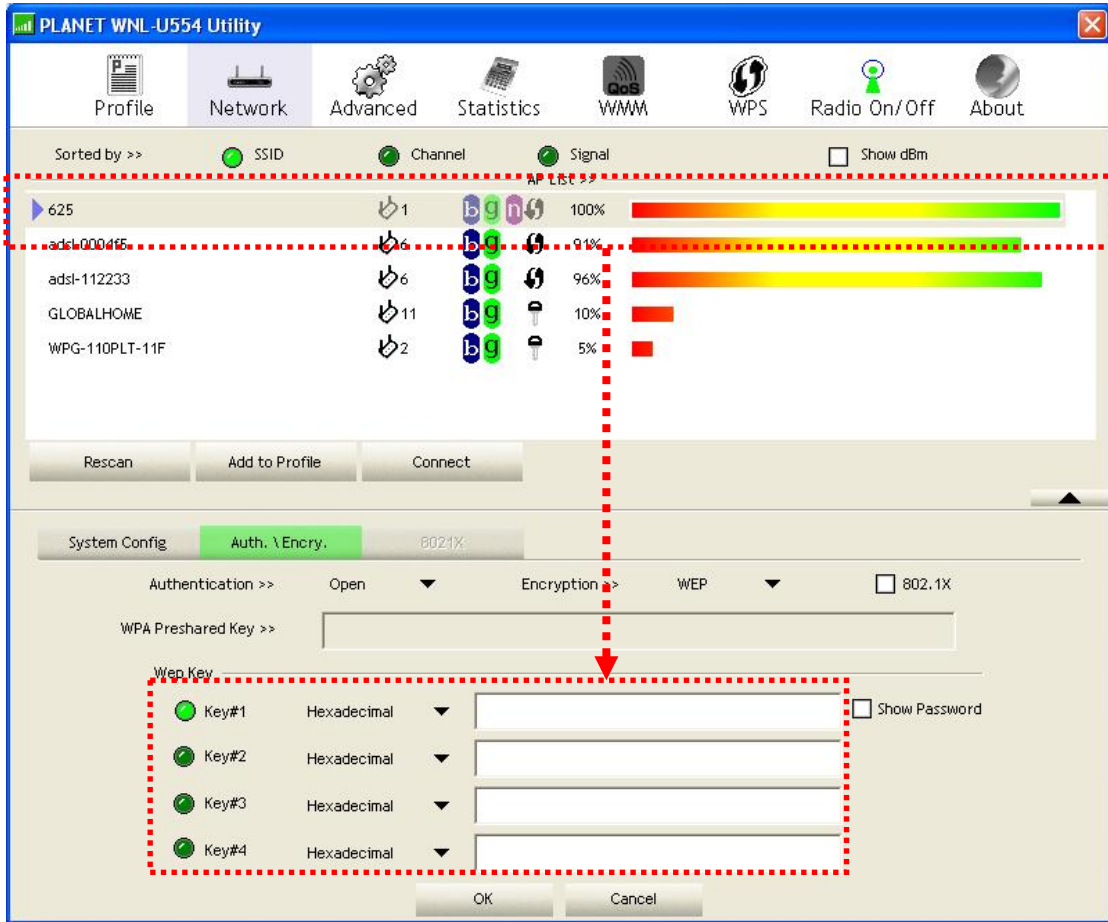 PLANET WNL-U554 Utility
Profile Network Advanced Statistics QoS WMM WPS Radio On/Off About
Sorted by >> SSID Channel Signal Show dBm
AP List >>
625 1 b g n 100%
adsl-0004f5 6 b g 91%
adsl-112233 6 b g 96%
GLOBALHOME 11 b g 10%
WPG-110PLT-11F 2 b g 5%
Rescan Add to Profile Connect
System Config Auth. \ Encry. 8021X
Authentication >> Open Encryption >> WEP 802.1X
WPA Preshared Key >>
Wep Key
Key#1 Hexadecimal Show Password
Key#2 Hexadecimal
Key#3 Hexadecimal
Key#4 Hexadecimal
OK Cancel